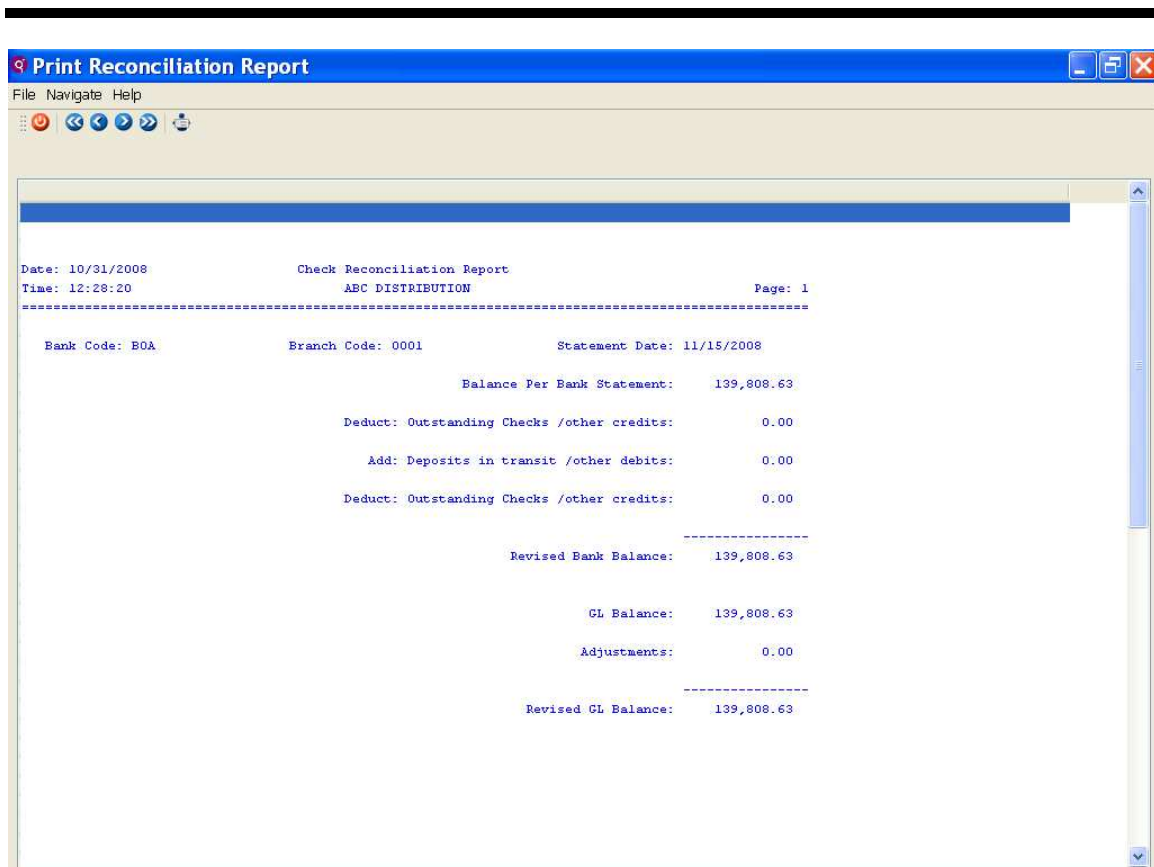 Print Reconciliation Report
File Navigate Help
Date: 10/31/2008 Check Reconciliation Report
Time: 12:28:20 ABC DISTRIBUTION Page: 1
====================================================================================================
Bank Code: BOA Branch Code: 0001 Statement Date: 11/15/2008
Balance Per Bank Statement: 139,808.63
Deduct: Outstanding Checks /other credits: 0.00
Add: Deposits in transit /other debits: 0.00
Deduct: Outstanding Checks /other credits: 0.00
----------------
Revised Bank Balance: 139,808.63
GL Balance: 139,808.63
Adjustments: 0.00
----------------
Revised GL Balance: 139,808.63